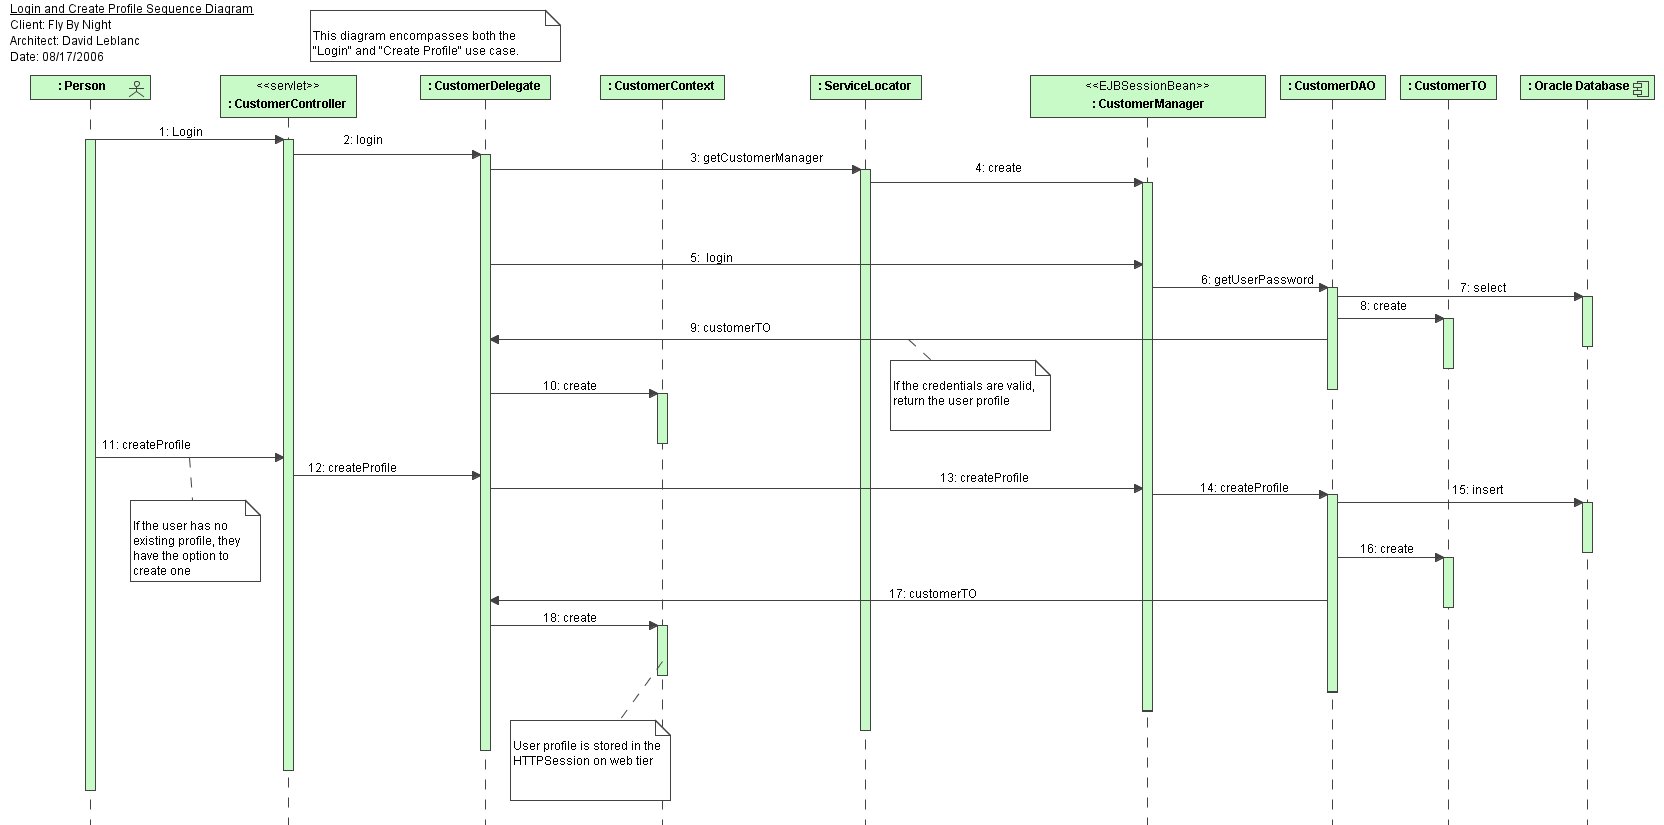 Login and Create Profile Sequence Diagram
Client: Fly By Night
Architect: David Leblanc
Date: 08/17/2006
This diagram encompasses both the
"Login" and "Create Profile" use case.
: Person
<<servlet>>
: CustomerController
: CustomerDelegate
: CustomerContext
: ServiceLocator
<<EJBSessionBean>>
: CustomerManager
: CustomerDAO
: CustomerTO
: Oracle Database
1: Login
2: login
3: getCustomerManager
4: create
5: login
6: getUserPassword
7: select
8: create
9: customerTO
If the credentials are valid,
return the user profile
10: create
11: createProfile
12: createProfile
13: createProfile
14: createProfile
15: insert
If the user has no
existing profile, they
have the option to
create one
16: create
17: customerTO
18: create
User profile is stored in the
HTTPSession on web tier